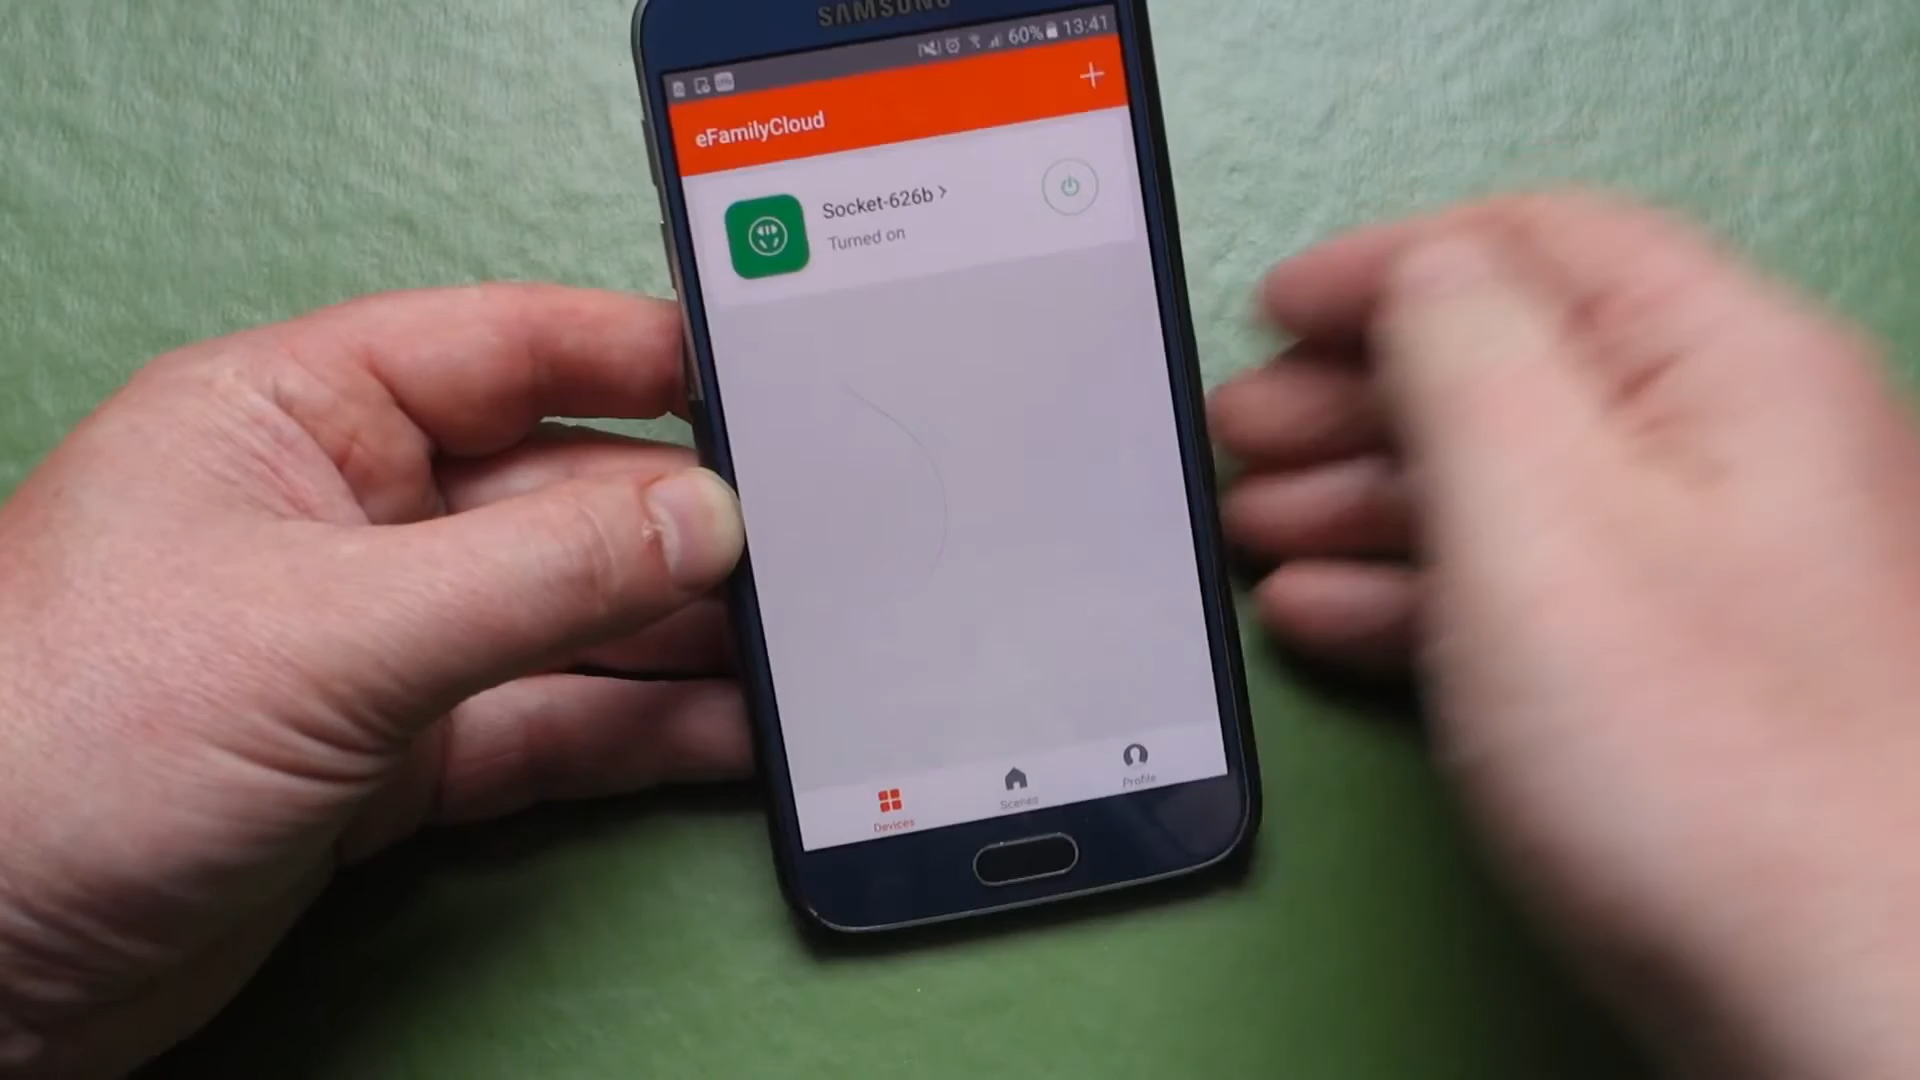 SAMSUNG
60% 13:41
eFamilyCloud
Socket-626b >
Turned on
Devices
Scenes
Profile